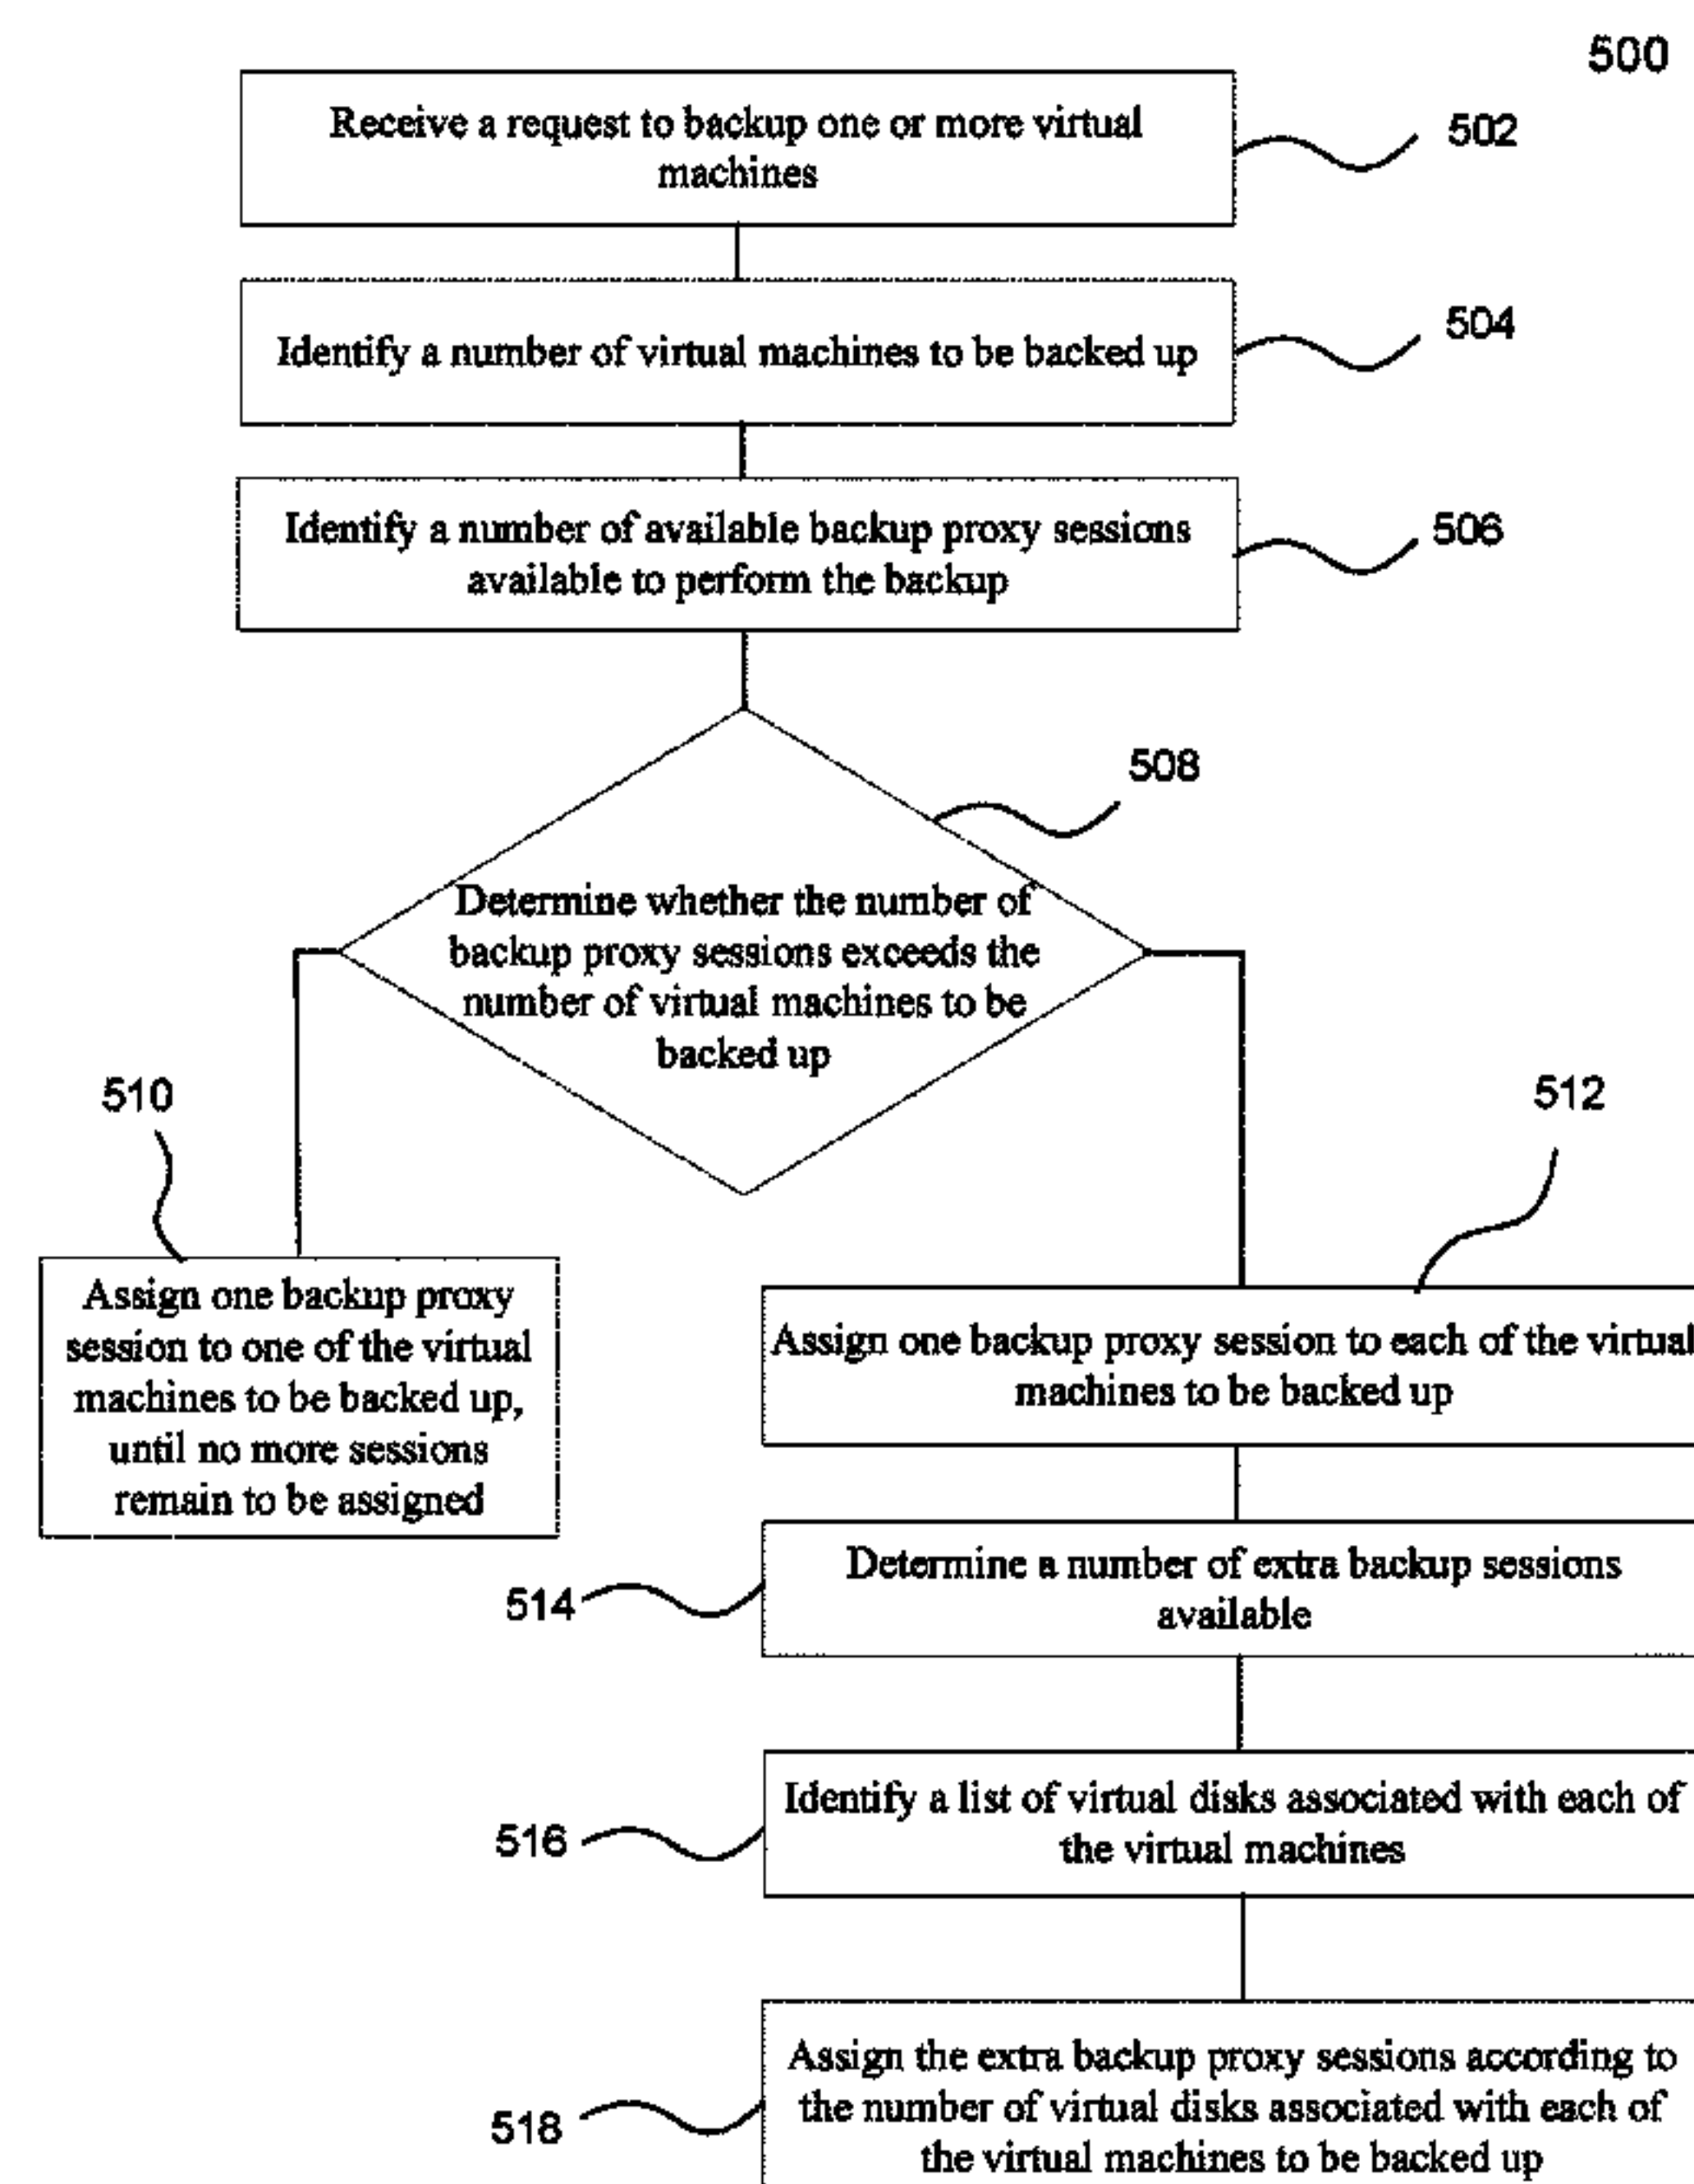 500
Receive a request to backup one or more virtual
machines
502
Identify a number of virtual machines to be backed up
504
Identify a number of available backup proxy sessions
available to perform the backup
506
508
Determine whether the number of
backup proxy sessions exceeds the
number of virtual machines to be
backed up
510
512
Assign one backup proxy
session to one of the virtual
machines to be backed up,
until no more sessions
remain to be assigned
Assign one backup proxy session to each of the virtual
machines to be backed up
Determine a number of extra backup sessions
available
514
Identify a list of virtual disks associated with each of
the virtual machines
516
Assign the extra backup proxy sessions according to
the number of virtual disks associated with each of
the virtual machines to be backed up
518